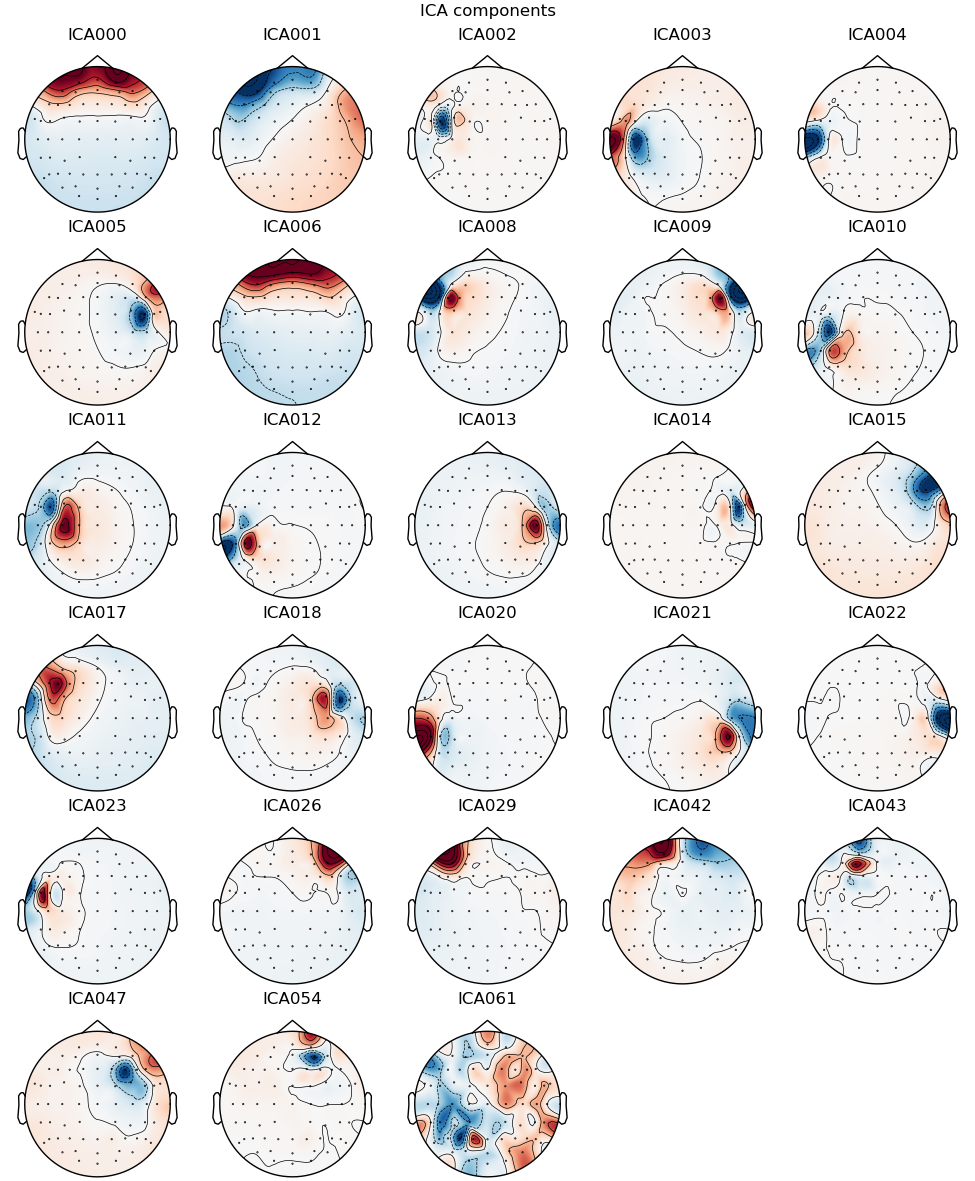 ICA components
ICA000 ICA001 ICA002 ICA003 ICA004
ICA005 ICA006 ICA008 ICA009 ICA010
ICA011 ICA012 ICA013 ICA014 ICA015
ICA017 ICA018 ICA020 ICA021 ICA022
ICA023 ICA026 ICA029 ICA042 ICA043
ICA047 ICA054 ICA061